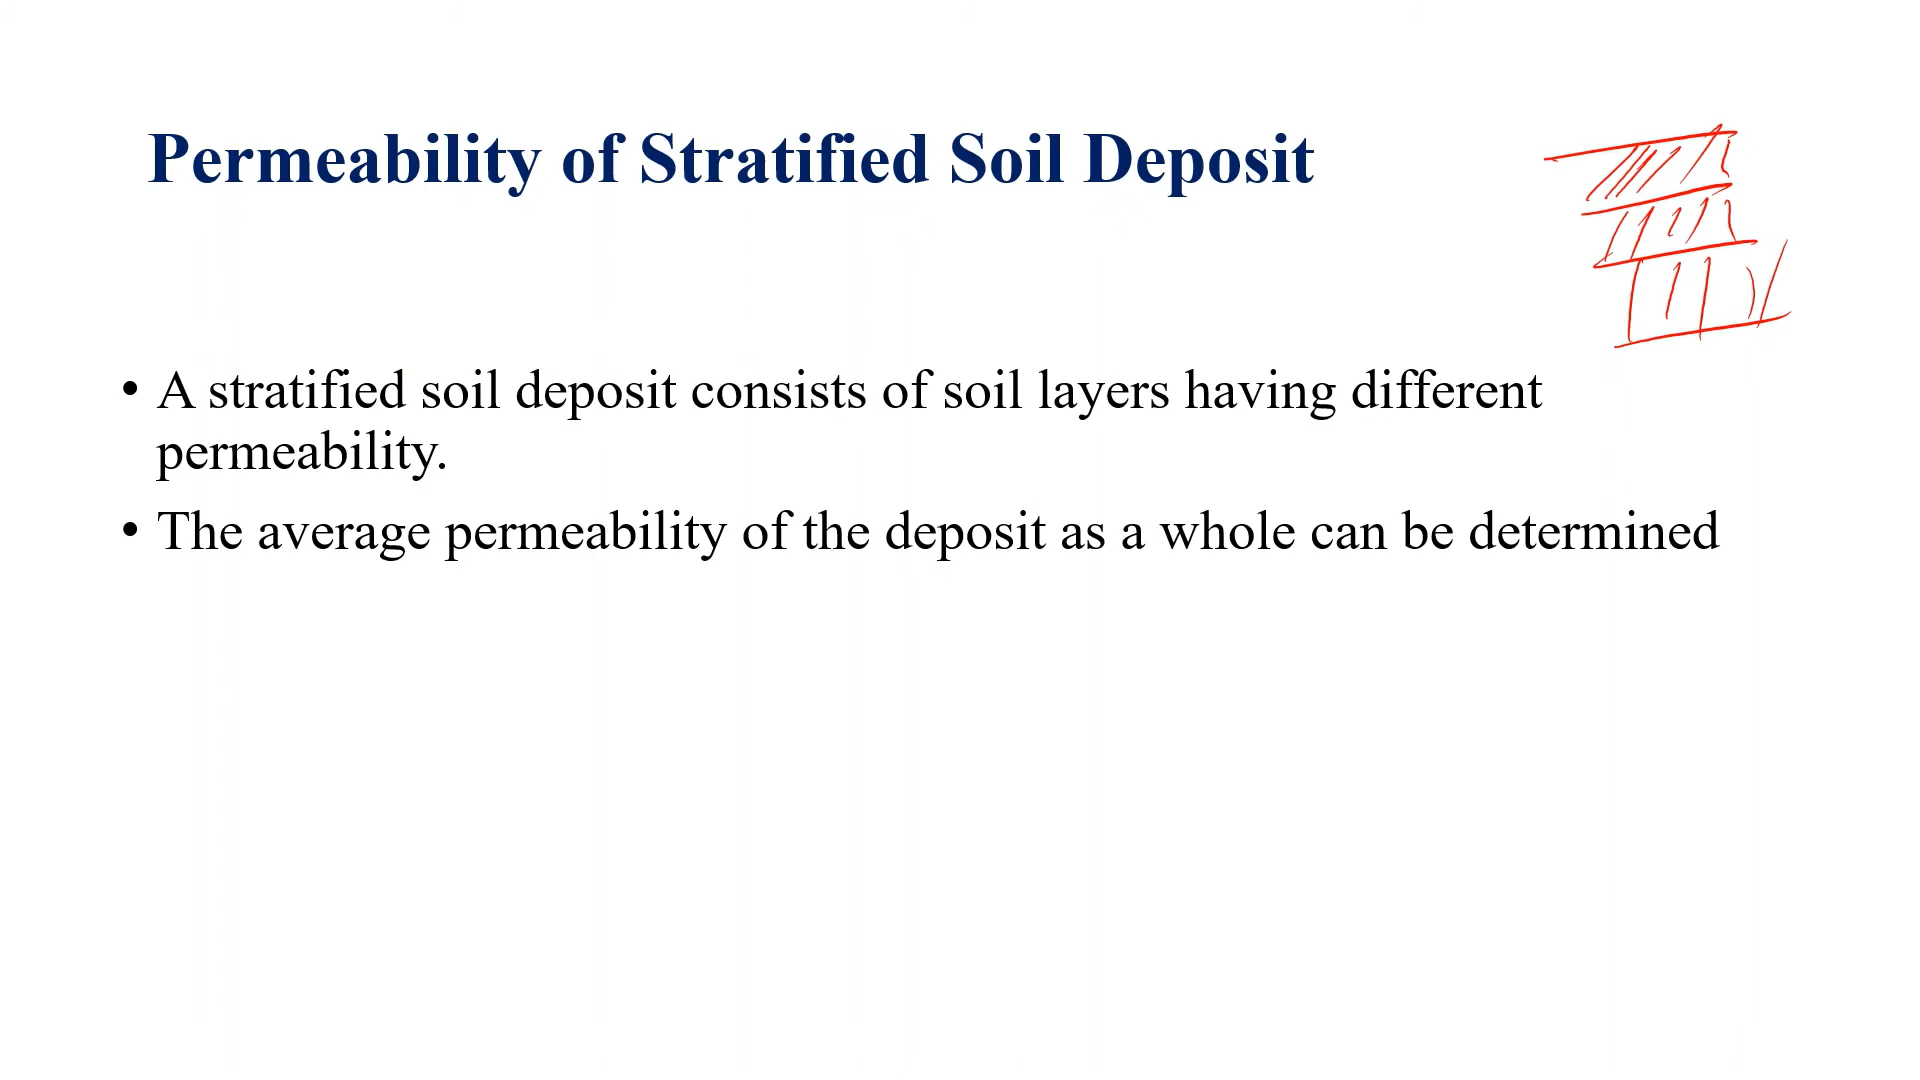 Permeability of Stratified Soil Deposit
• A stratified soil deposit consists of soil layers having different
permeability.
• The average permeability of the deposit as a whole can be determined